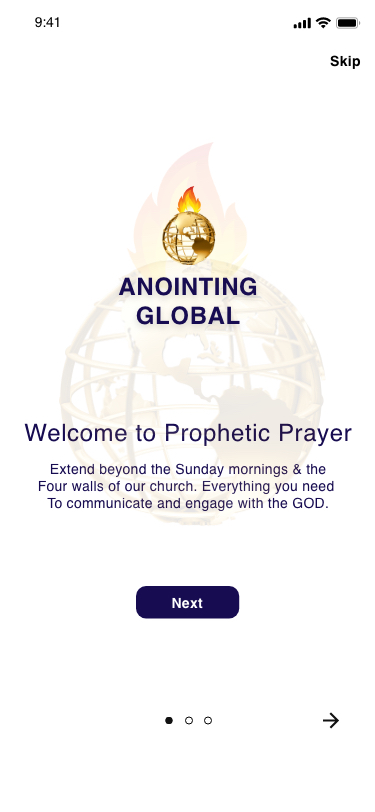 9:41
Skip
ANOINTING
GLOBAL
Welcome to Prophetic Prayer
Extend beyond the Sunday mornings & the
Four walls of our church. Everything you need
To communicate and engage with the GOD.
Next